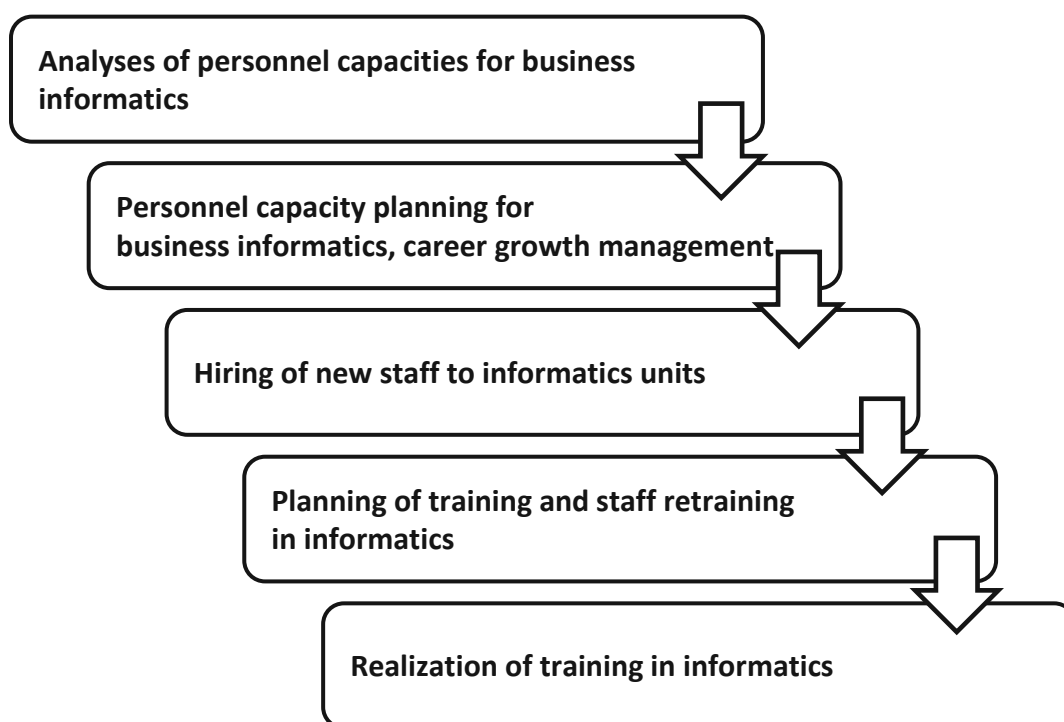 Analyses of personnel capacities for business
informatics
Personnel capacity planning for
business informatics, career growth management
Hiring of new staff to informatics units
Planning of training and staff retraining
in informatics
Realization of training in informatics